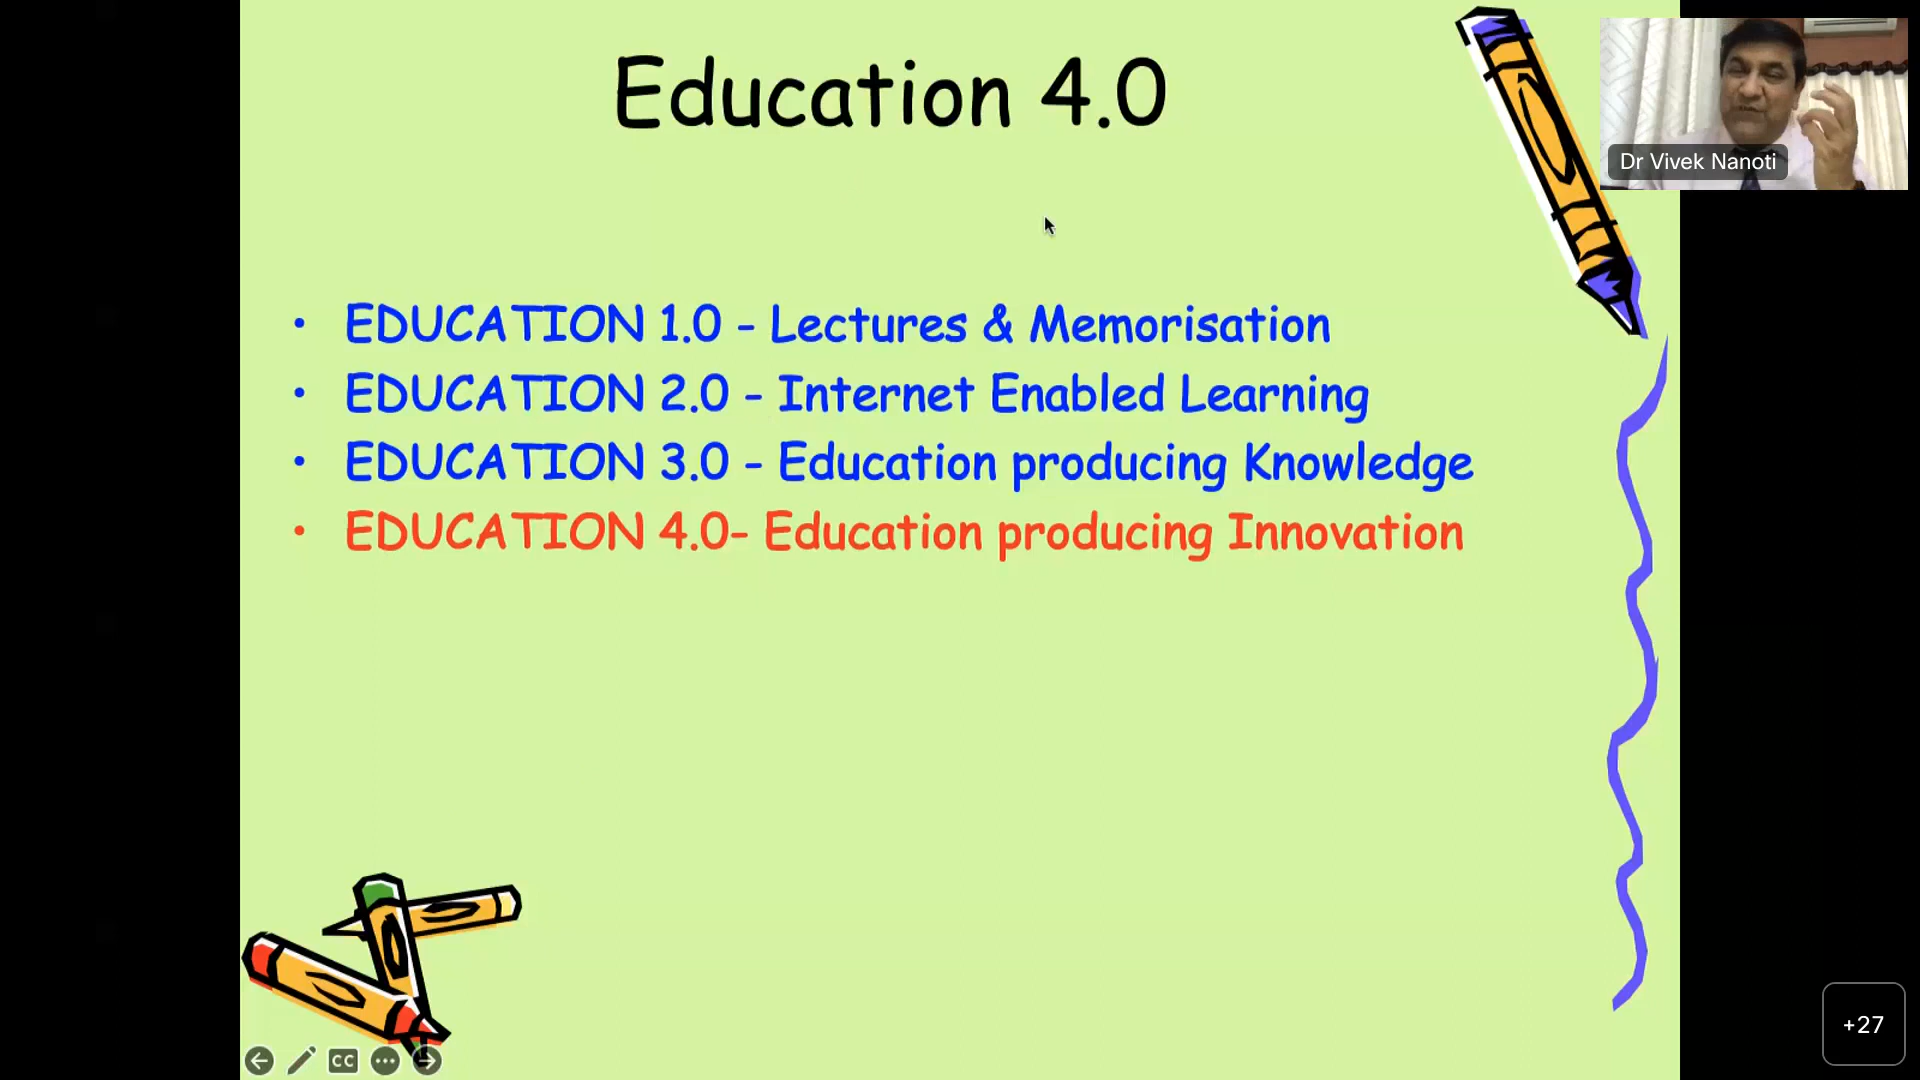 Education 4.0
Dr Vivek Nanoti
• EDUCATION 1.0 - Lectures & Memorisation
• EDUCATION 2.0 - Internet Enabled Learning
• EDUCATION 3.0 - Education producing Knowledge
• EDUCATION 4.0- Education producing Innovation
+27
CC